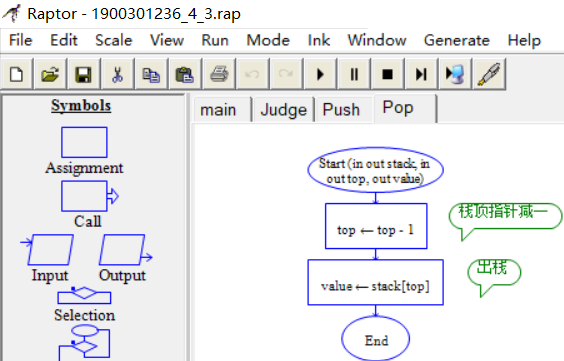 Raptor - 1900301236_4_3.rap
File Edit Scale View Run Mode Ink Window Generate Help
Symbols
Assignment
Call
Input Output
Selection
main Judge Push Pop
Start (in out stack, in
out top, out value)
top ← top - 1
栈顶指针减一
value ← stack[top]
出栈
End